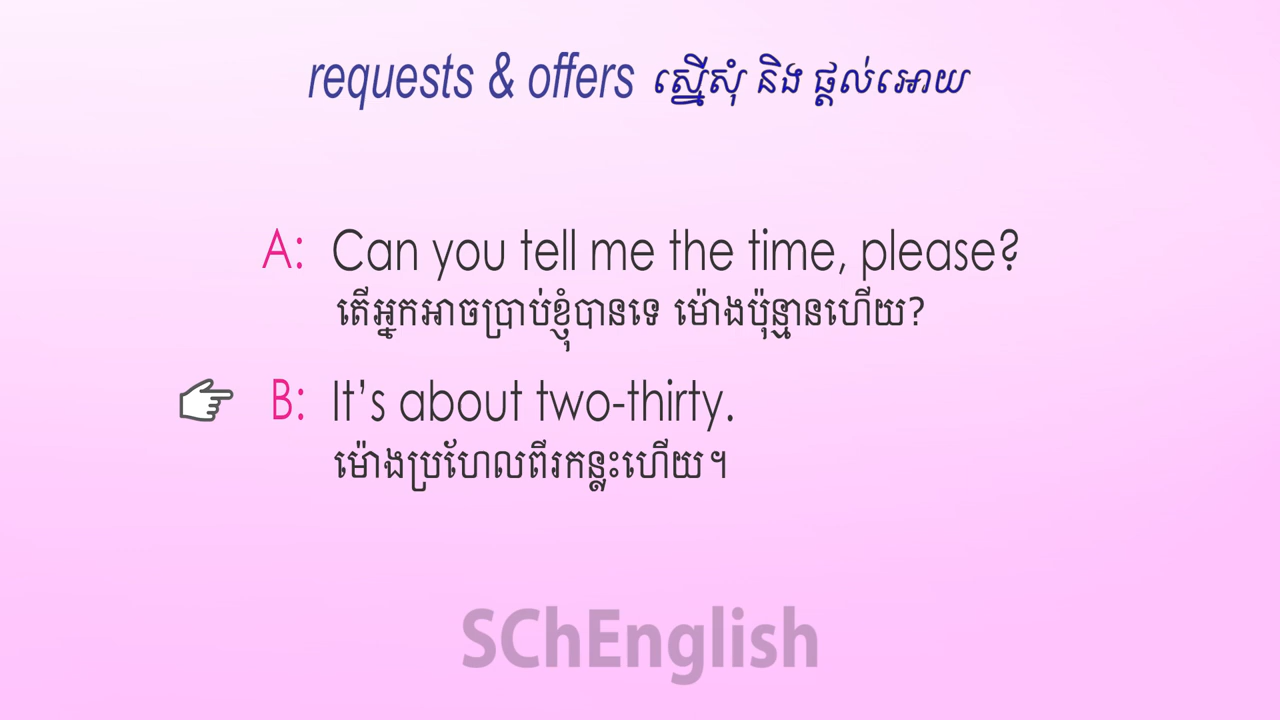 requests & offers ស្នើសុំ និង ផ្តល់អោយ
A: Can you tell me the time, please?
តើអ្នកអាចប្រាប់ខ្ញុំបានទេ ម៉ោងប៉ុន្មានហើយ?
B: It's about two-thirty.
ម៉ោងប្រហែលពីរកន្លះហើយ។
SChEnglish